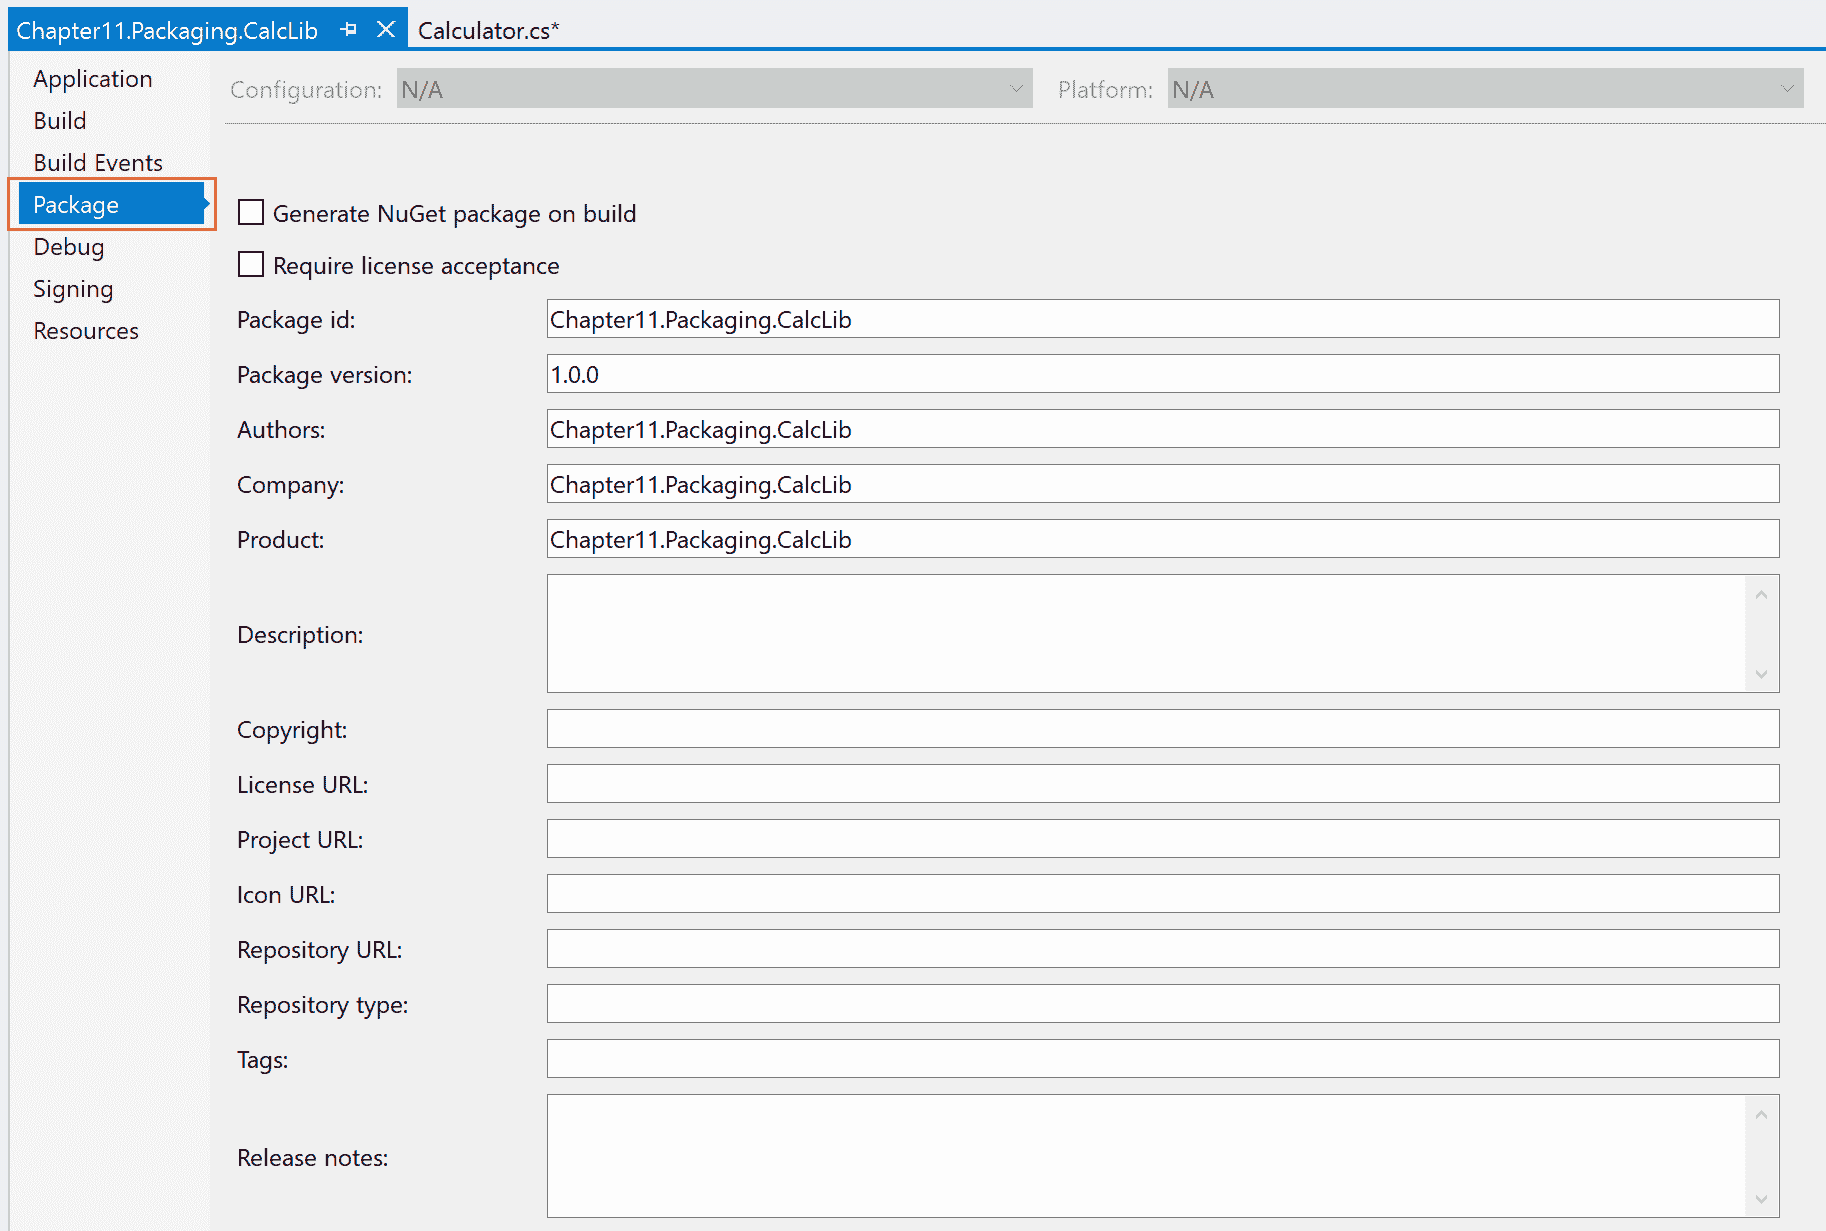 Chapter11.Packaging.CalcLib
Calculator.cs*
Application
Build
Build Events
Package
Debug
Signing
Resources
Configuration: N/A Platform: N/A
Generate NuGet package on build
Require license acceptance
Package id: Chapter11.Packaging.CalcLib
Package version: 1.0.0
Authors: Chapter11.Packaging.CalcLib
Company: Chapter11.Packaging.CalcLib
Product: Chapter11.Packaging.CalcLib
Description:
Copyright:
License URL:
Project URL:
Icon URL:
Repository URL:
Repository type:
Tags:
Release notes: